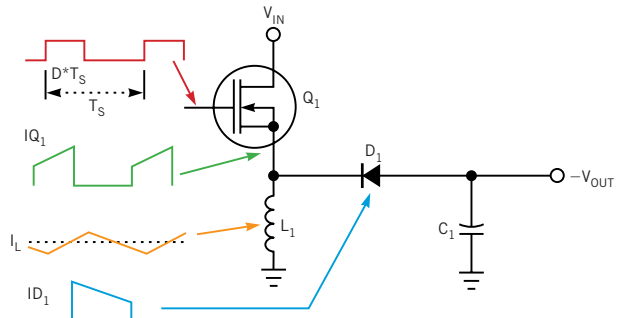 V_IN
D*T_S
T_S
Q_1
IQ_1
D_1
−V_OUT
I_L
L_1
C_1
ID_1